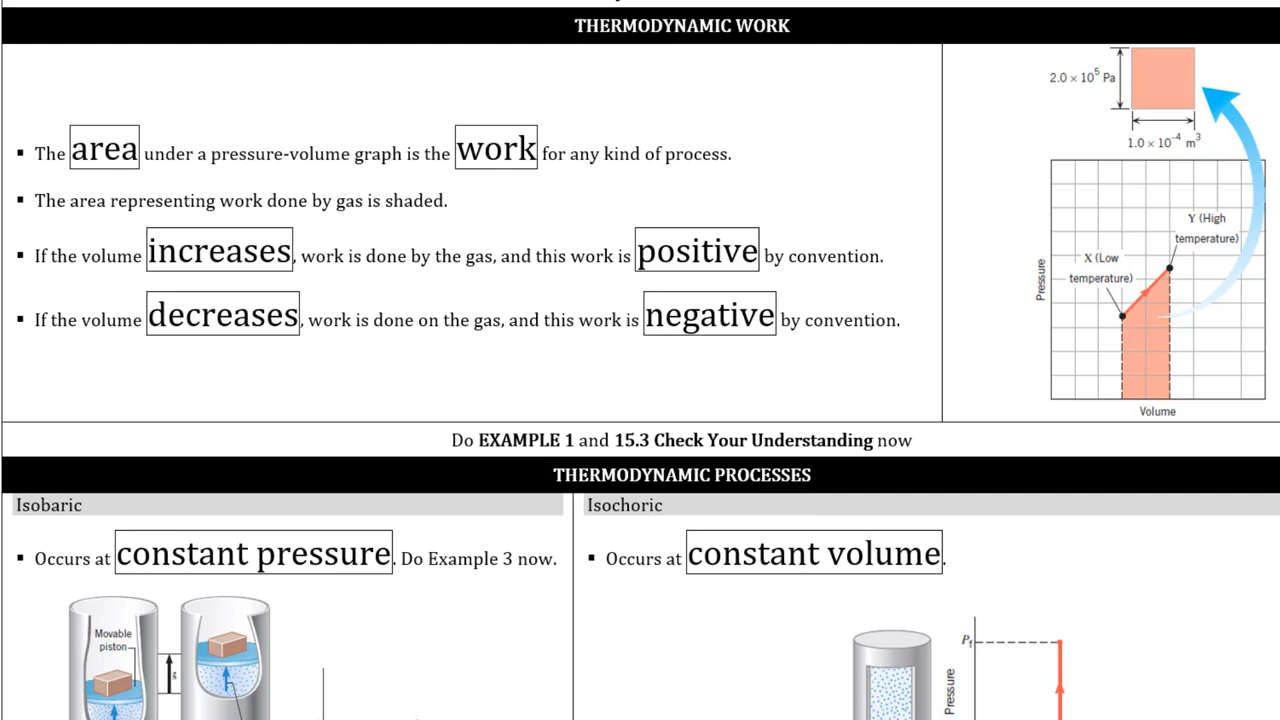 THERMODYNAMIC WORK
2.0 × 10⁵ Pa
1.0 × 10⁻⁴ m³
▪ The area under a pressure-volume graph is the work for any kind of process.
▪ The area representing work done by gas is shaded.
▪ If the volume increases, work is done by the gas, and this work is positive by convention.
▪ If the volume decreases, work is done on the gas, and this work is negative by convention.
Y (High
temperature)
X (Low
temperature)
Pressure
Volume
Do EXAMPLE 1 and 15.3 Check Your Understanding now
THERMODYNAMIC PROCESSES
Isobaric
▪ Occurs at constant pressure. Do Example 3 now.
Movable
piston
Isochoric
▪ Occurs at constant volume.
Pf
Pressure